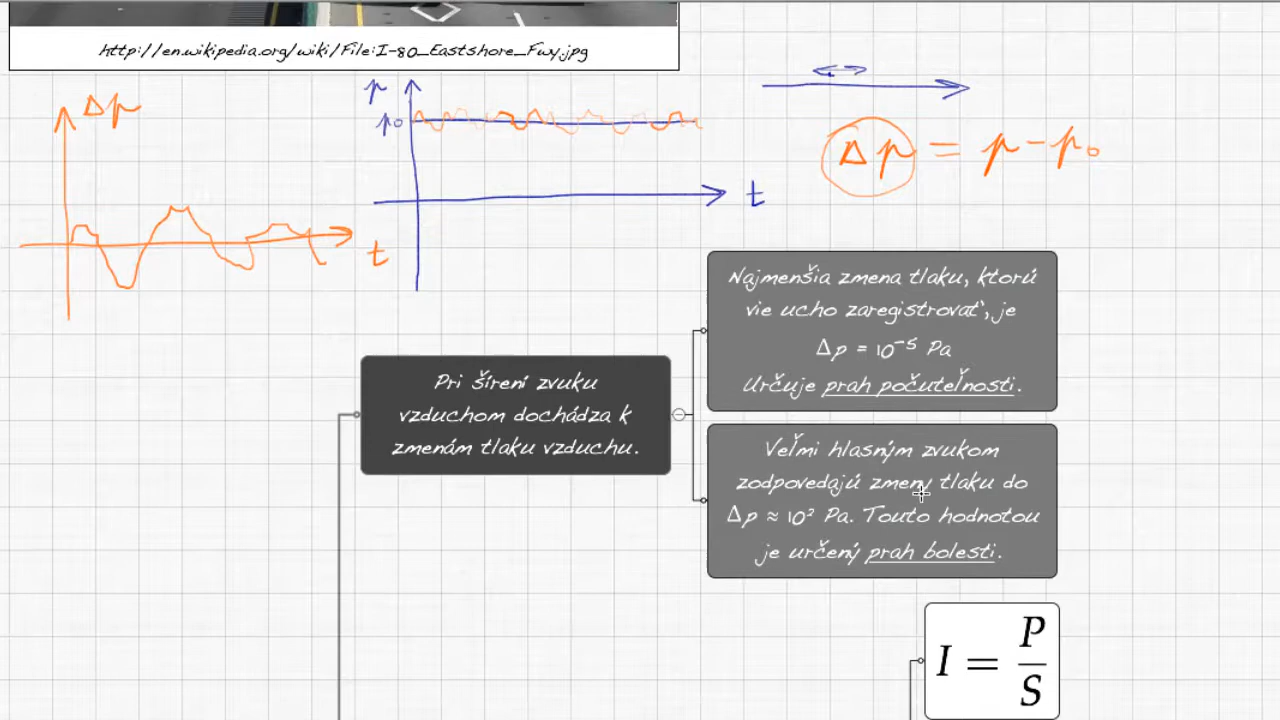 http://en.wikipedia.org/wiki/File:I-80_Eastshore_Fwy.jpg
Δp
t
p
p₀
t
Δp = p - p₀
Najmenšia zmena tlaku, ktorú
vie ucho zaregistrovať, je
Δp = 10⁻⁵ Pa
Určuje prah počuteľnosti.
Pri šírení zvuku
vzduchom dochádza k
zmenám tlaku vzduchu.
Veľmi hlasným zvukom
zodpovedajú zmeny tlaku do
Δp ≈ 10² Pa. Touto hodnotou
je určený prah bolesti.
I = P/S